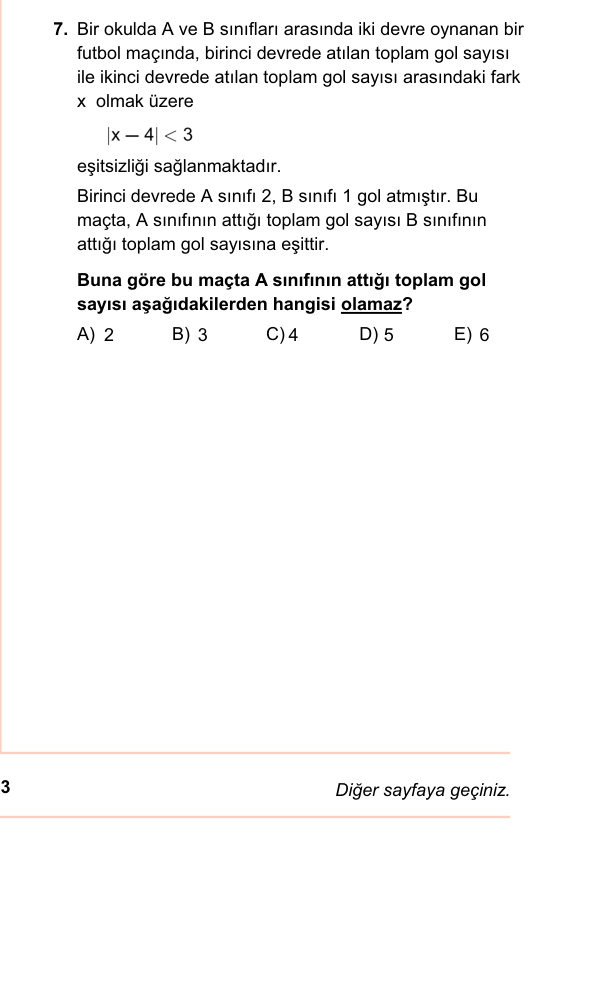 7. Bir okulda A ve B sınıfları arasında iki devre oynanan bir
futbol maçında, birinci devrede atılan toplam gol sayısı
ile ikinci devrede atılan toplam gol sayısı arasındaki fark
x olmak üzere
|x – 4| < 3
eşitsizliği sağlanmaktadır.
Birinci devrede A sınıfı 2, B sınıfı 1 gol atmıştır. Bu
maçta, A sınıfının attığı toplam gol sayısı B sınıfının
attığı toplam gol sayısına eşittir.
Buna göre bu maçta A sınıfının attığı toplam gol
sayısı aşağıdakilerden hangisi olamaz?
A) 2 B) 3 C) 4 D) 5 E) 6
3 Diğer sayfaya geçiniz.